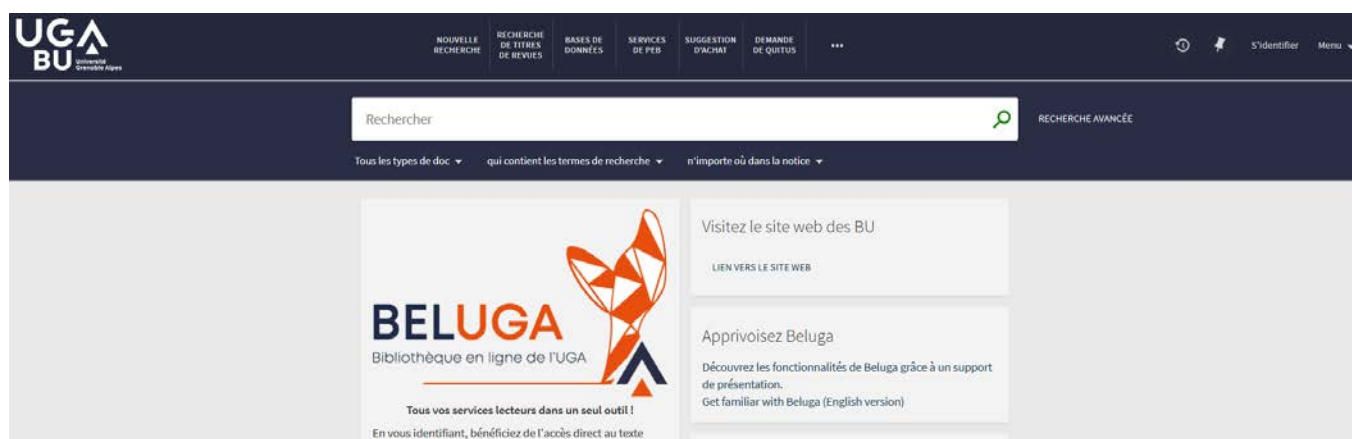 UGA
BU Université
Grenoble Alpes
NOUVELLE
RECHERCHE
RECHERCHE
DE TITRES
DE REVUES
BASES DE
DONNÉES
SERVICES
DE PEB
SUGGESTION
D'ACHAT
DEMANDE
DE QUITUS
•••
S'identifier
Menu
Rechercher
RECHERCHE AVANCÉE
Tous les types de doc
qui contient les termes de recherche
n'importe où dans la notice
BELUGA
Bibliothèque en ligne de l'UGA
Tous vos services lecteurs dans un seul outil !
En vous identifiant, bénéficiez de l'accès direct au texte
Visitez le site web des BU
LIEN VERS LE SITE WEB
Apprivoisez Beluga
Découvrez les fonctionnalités de Beluga grâce à un support
de présentation.
Get familiar with Beluga (English version)